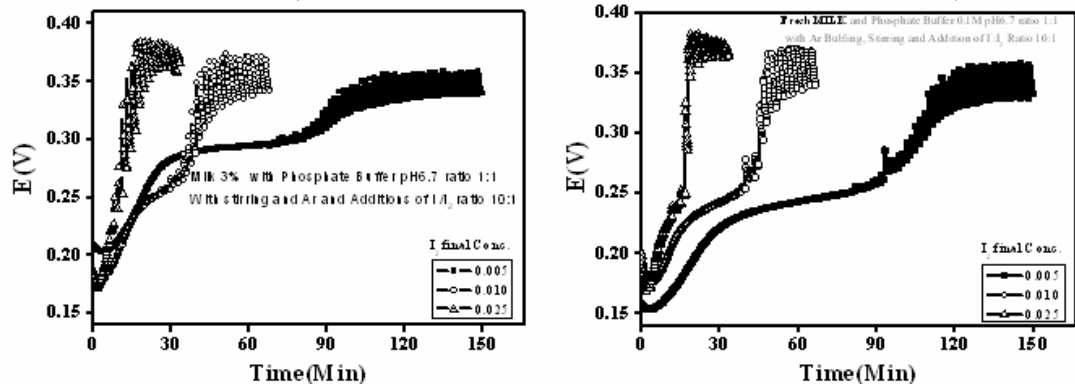 0.40
0.35
0.30
0.25
0.20
0.15
E(V)
Milk 3% with Phosphate Buffer pH6.7 ratio 1:1
With stirring and Ar and Additions of I/I2 ratio 10:1
I2 final Conc.
0.005
0.010
0.025
0 30 60 90 120 150
Time(Min)
0.40
0.35
0.30
0.25
0.20
0.15
E(V)
Fresh MILK and Phosphate Buffer 0.1M pH6.7 ratio 1:1
with Ar Bubling, Stirring and Addition of I:I2 Ratio 10:1
I2 final Conc.
0.005
0.010
0.025
0 30 60 90 120 150
Time(Min)